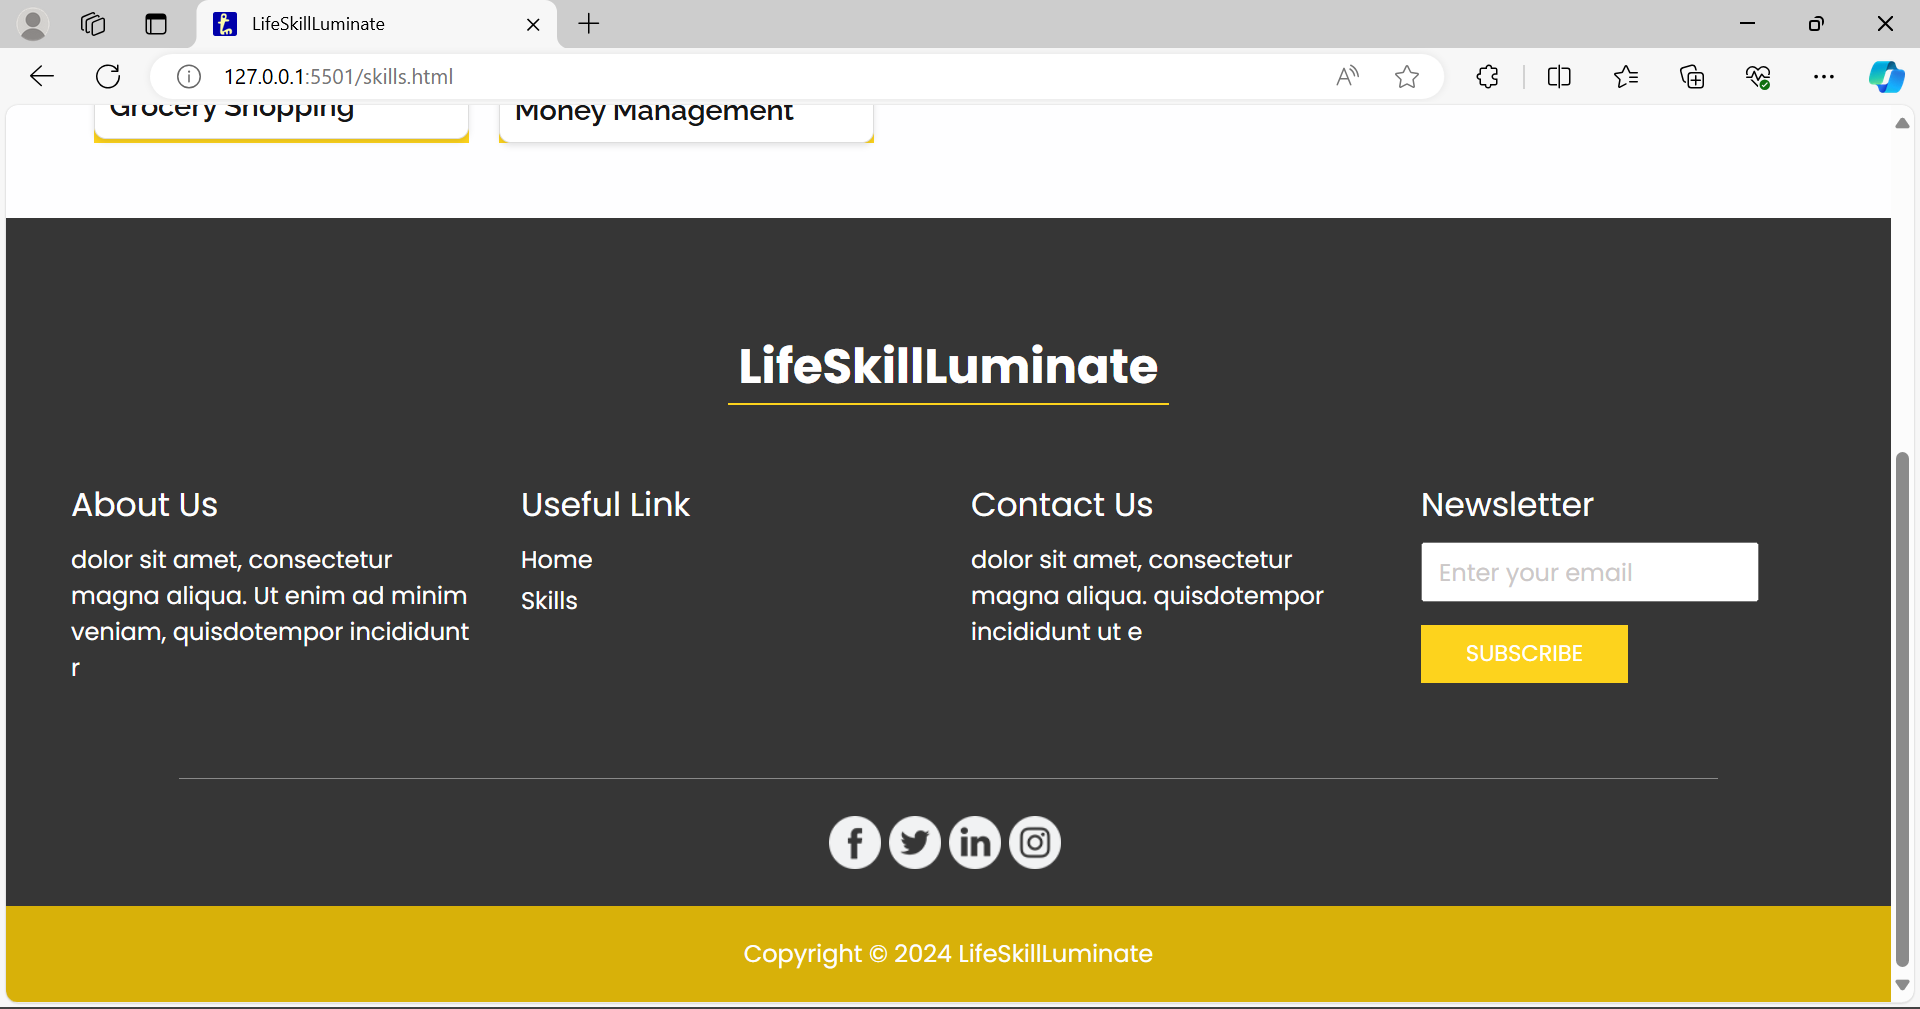 LifeSkillLuminate
127.0.0.1:5501/skills.html
Grocery Shopping
Money Management
LifeSkillLuminate
About Us
dolor sit amet, consectetur
magna aliqua. Ut enim ad minim
veniam, quisdotempor incididunt
r
Useful Link
Home
Skills
Contact Us
dolor sit amet, consectetur
magna aliqua. quisdotempor
incididunt ut e
Newsletter
Enter your email
SUBSCRIBE
Copyright © 2024 LifeSkillLuminate